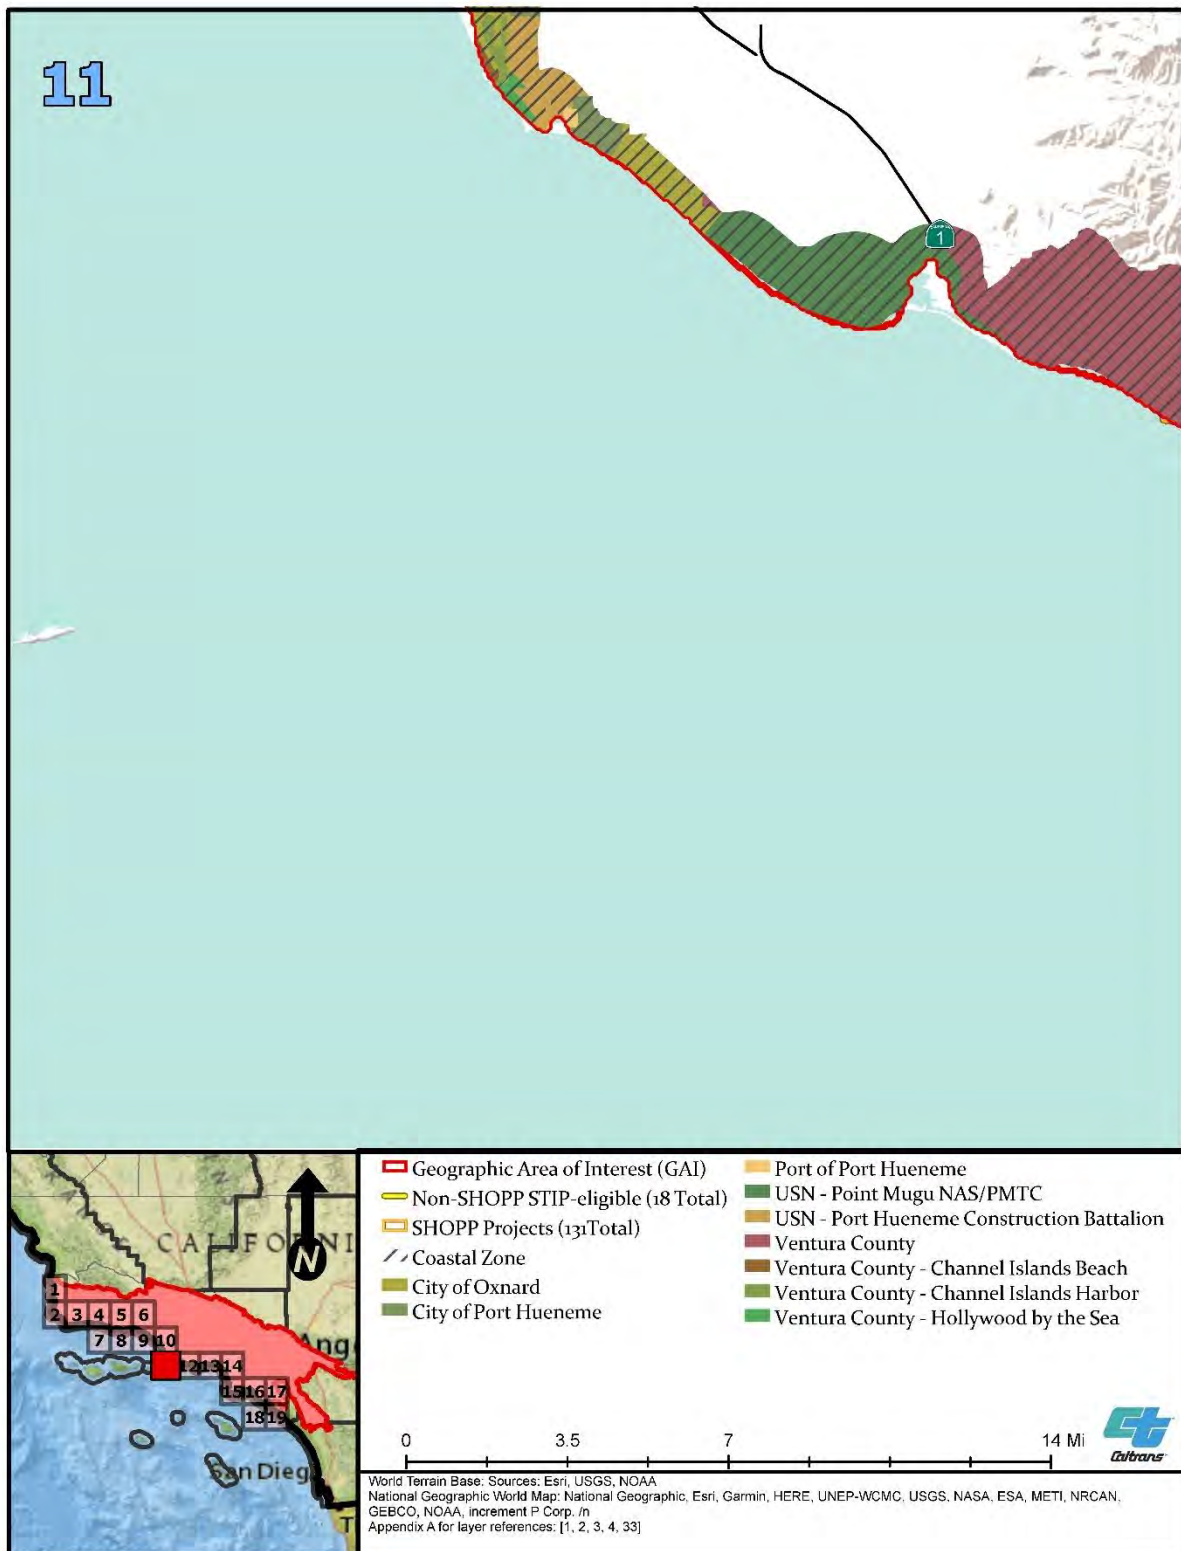 11
1
CALIFORNI
1
2 3 4 5 6
7 8 9 10
12 13 14
15 16 17
18 19
Ang
San Dieg
N
Geographic Area of Interest (GAI)
Non-SHOPP STIP-eligible (18 Total)
SHOPP Projects (131Total)
Coastal Zone
City of Oxnard
City of Port Hueneme
Port of Port Hueneme
USN - Point Mugu NAS/PMTC
USN - Port Hueneme Construction Battalion
Ventura County
Ventura County - Channel Islands Beach
Ventura County - Channel Islands Harbor
Ventura County - Hollywood by the Sea
0 3.5 7 14 Mi
Caltrans
World Terrain Base: Sources: Esri, USGS, NOAA
National Geographic World Map: National Geographic, Esri, Garmin, HERE, UNEP-WCMC, USGS, NASA, ESA, METI, NRCAN,
GEBCO, NOAA, increment P Corp. /n
Appendix A for layer references: [1, 2, 3, 4, 33]